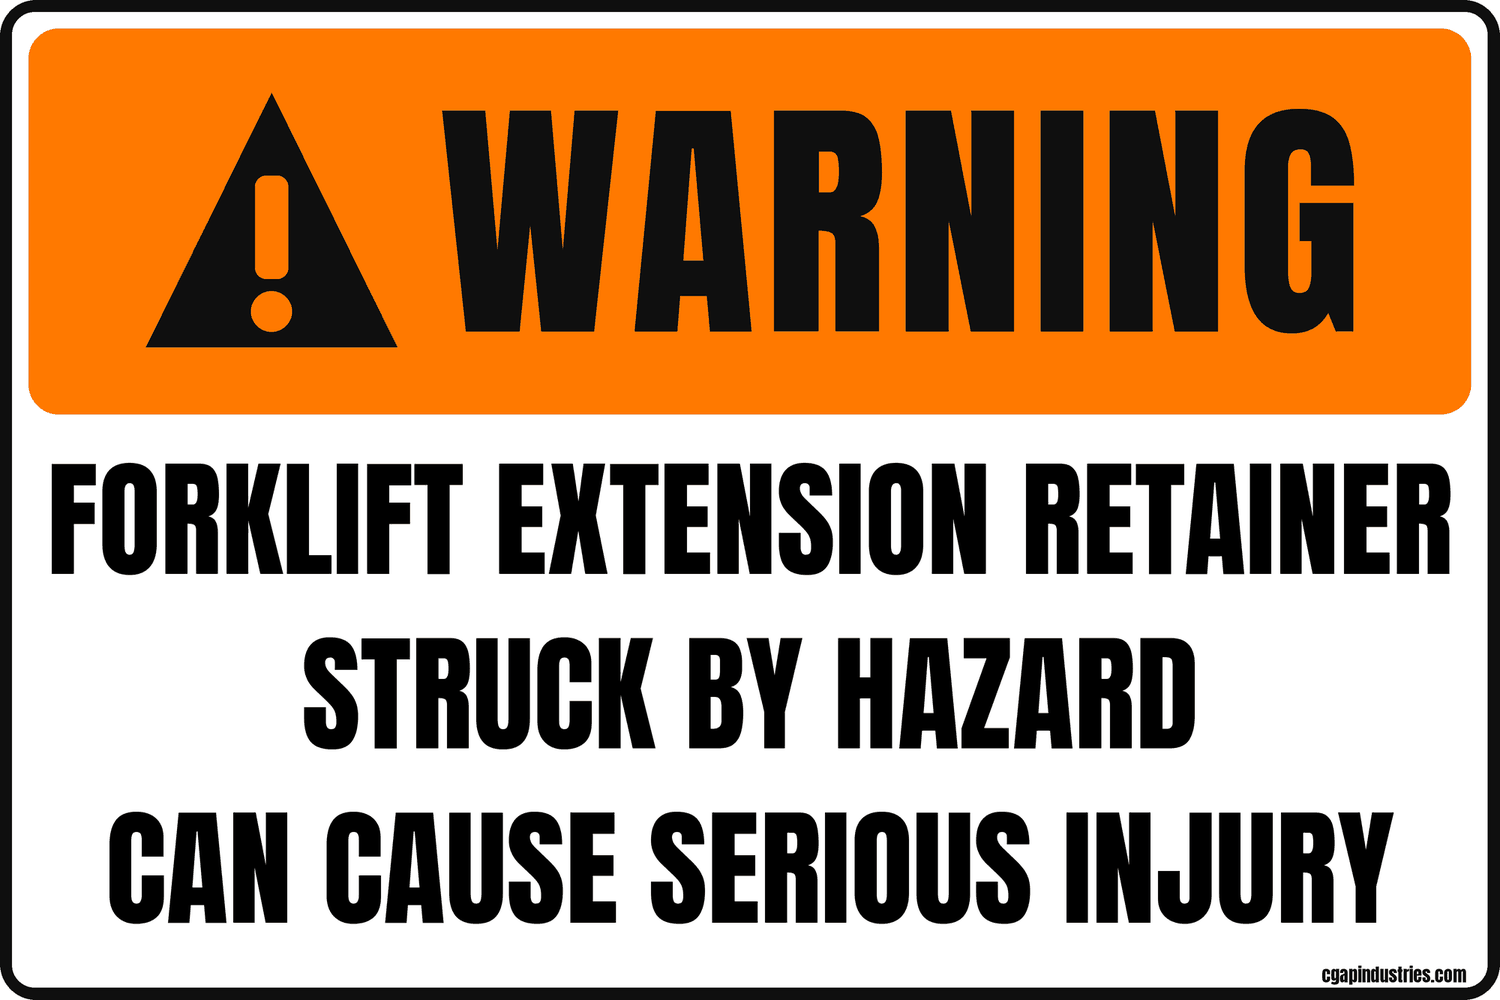 WARNING
FORKLIFT EXTENSION RETAINER
STRUCK BY HAZARD
CAN CAUSE SERIOUS INJURY
cgapindustries.com